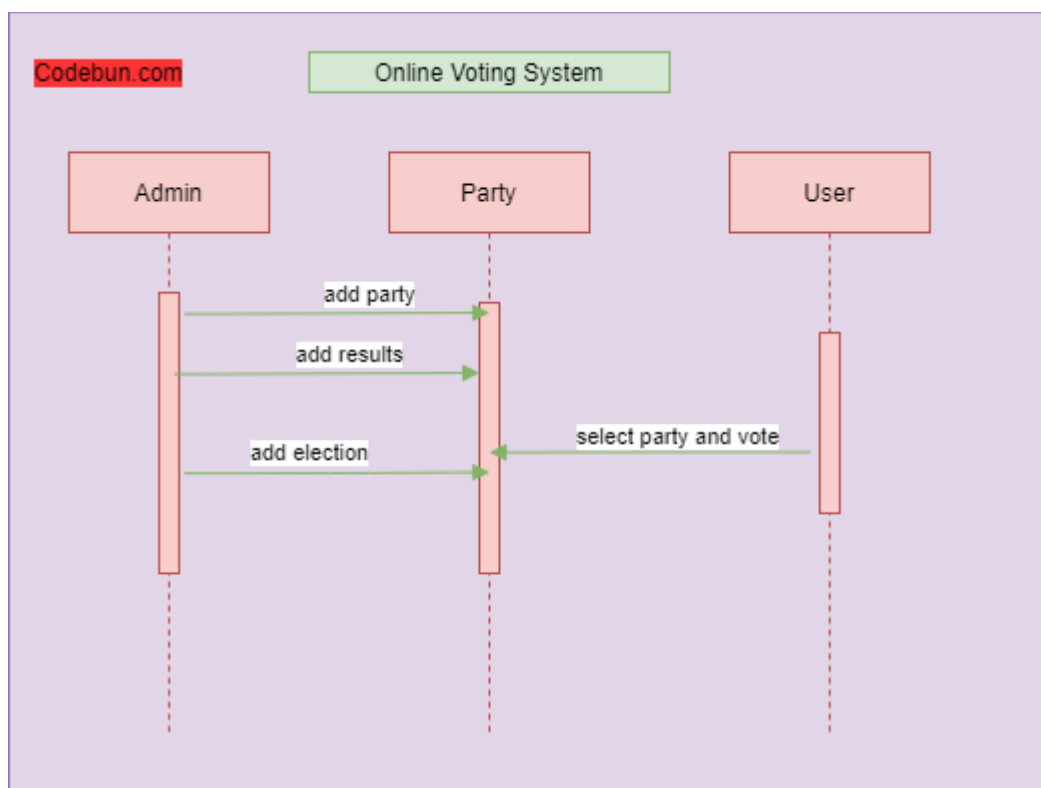 Codebun.com
Online Voting System
Admin
Party
User
add party
add results
select party and vote
add election